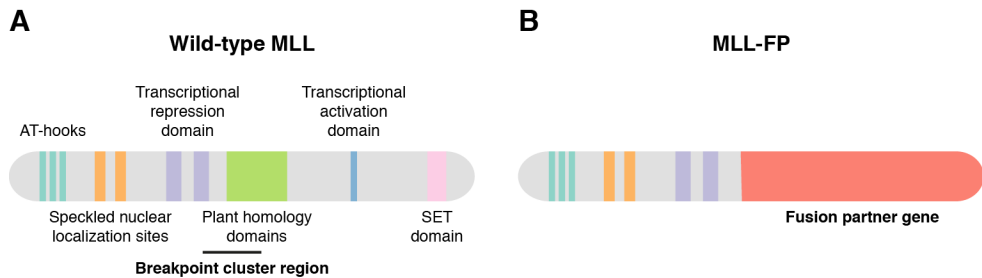 A
Wild-type MLL
Transcriptional
repression
domain
Transcriptional
activation
domain
AT-hooks
Speckled nuclear
localization sites
Plant homology
domains
SET
domain
Breakpoint cluster region
B
MLL-FP
Fusion partner gene